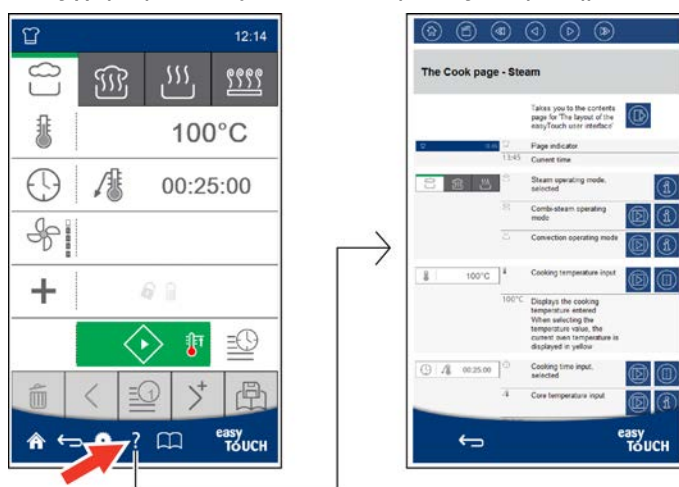 12:14
100°C
00:25:00
1
?
easy
TOUCH
The Cook page - Steam
Takes you to the contents
page for 'The layout of the
easyTouch user interface'
Page indicator
13:45 Current time
Steam operating mode,
selected
Combi-steam operating
mode
Convection operating mode
100°C Cooking temperature input
100°C Displays the cooking
temperature entered
When selecting the
temperature value, the
current oven temperature is
displayed in yellow
00:25:00 Cooking time input,
selected
Core temperature input
easy
TOUCH